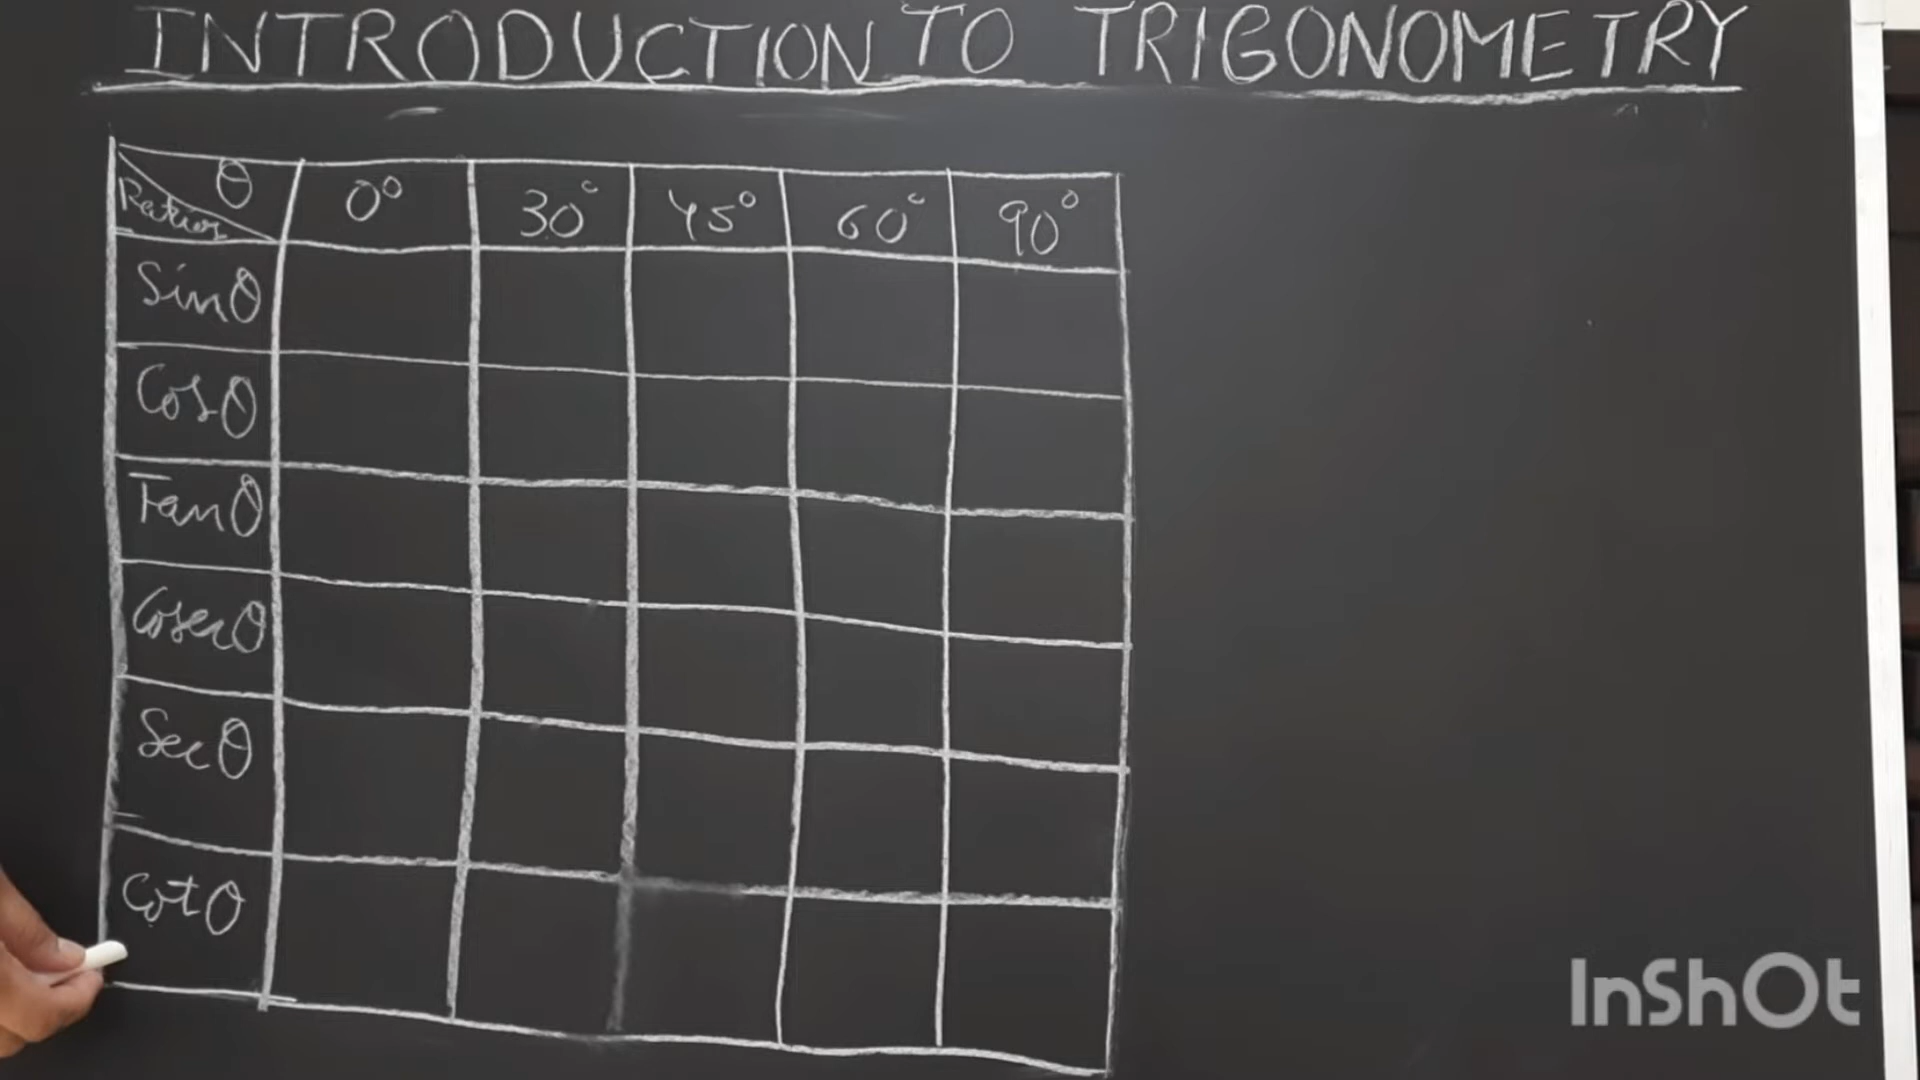 INTRODUCTION TO TRIGONOMETRY
θ
Ratios
0° 30° 45° 60° 90°
Sinθ
Cosθ
Tanθ
Cosecθ
Secθ
Cotθ
InShOt